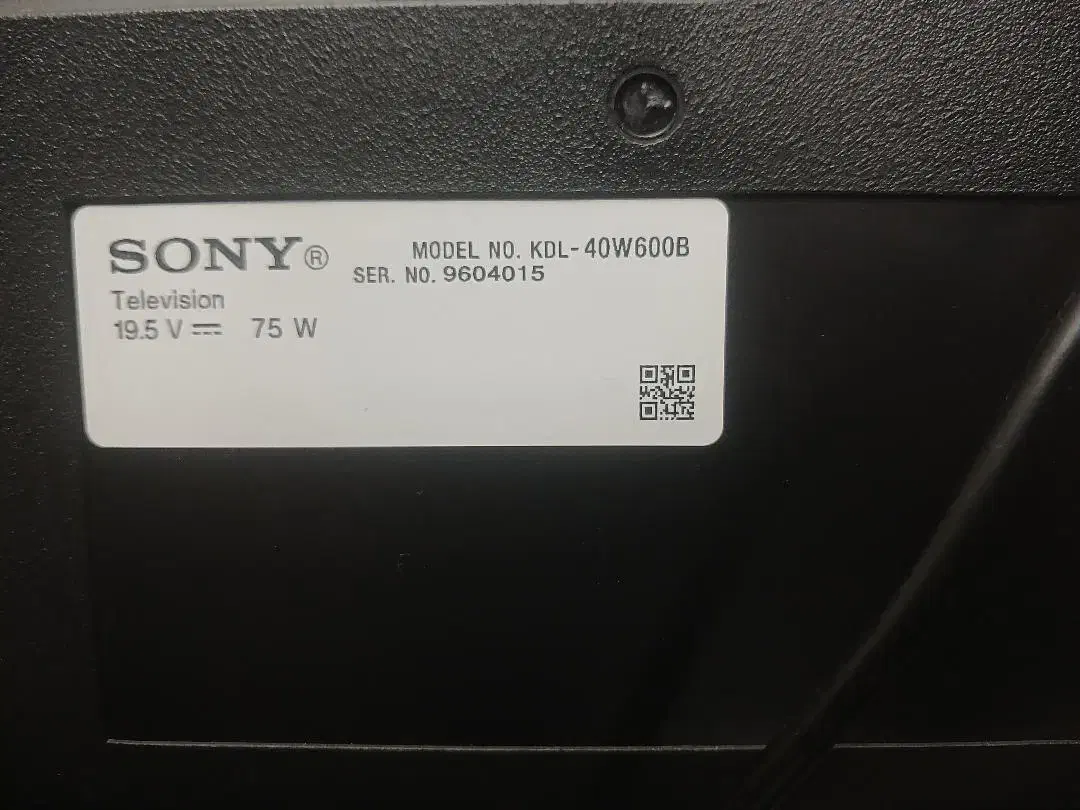 SONY®
MODEL NO. KDL-40W600B
SER. NO. 9604015
Television
19.5 V ⎓ 75 W